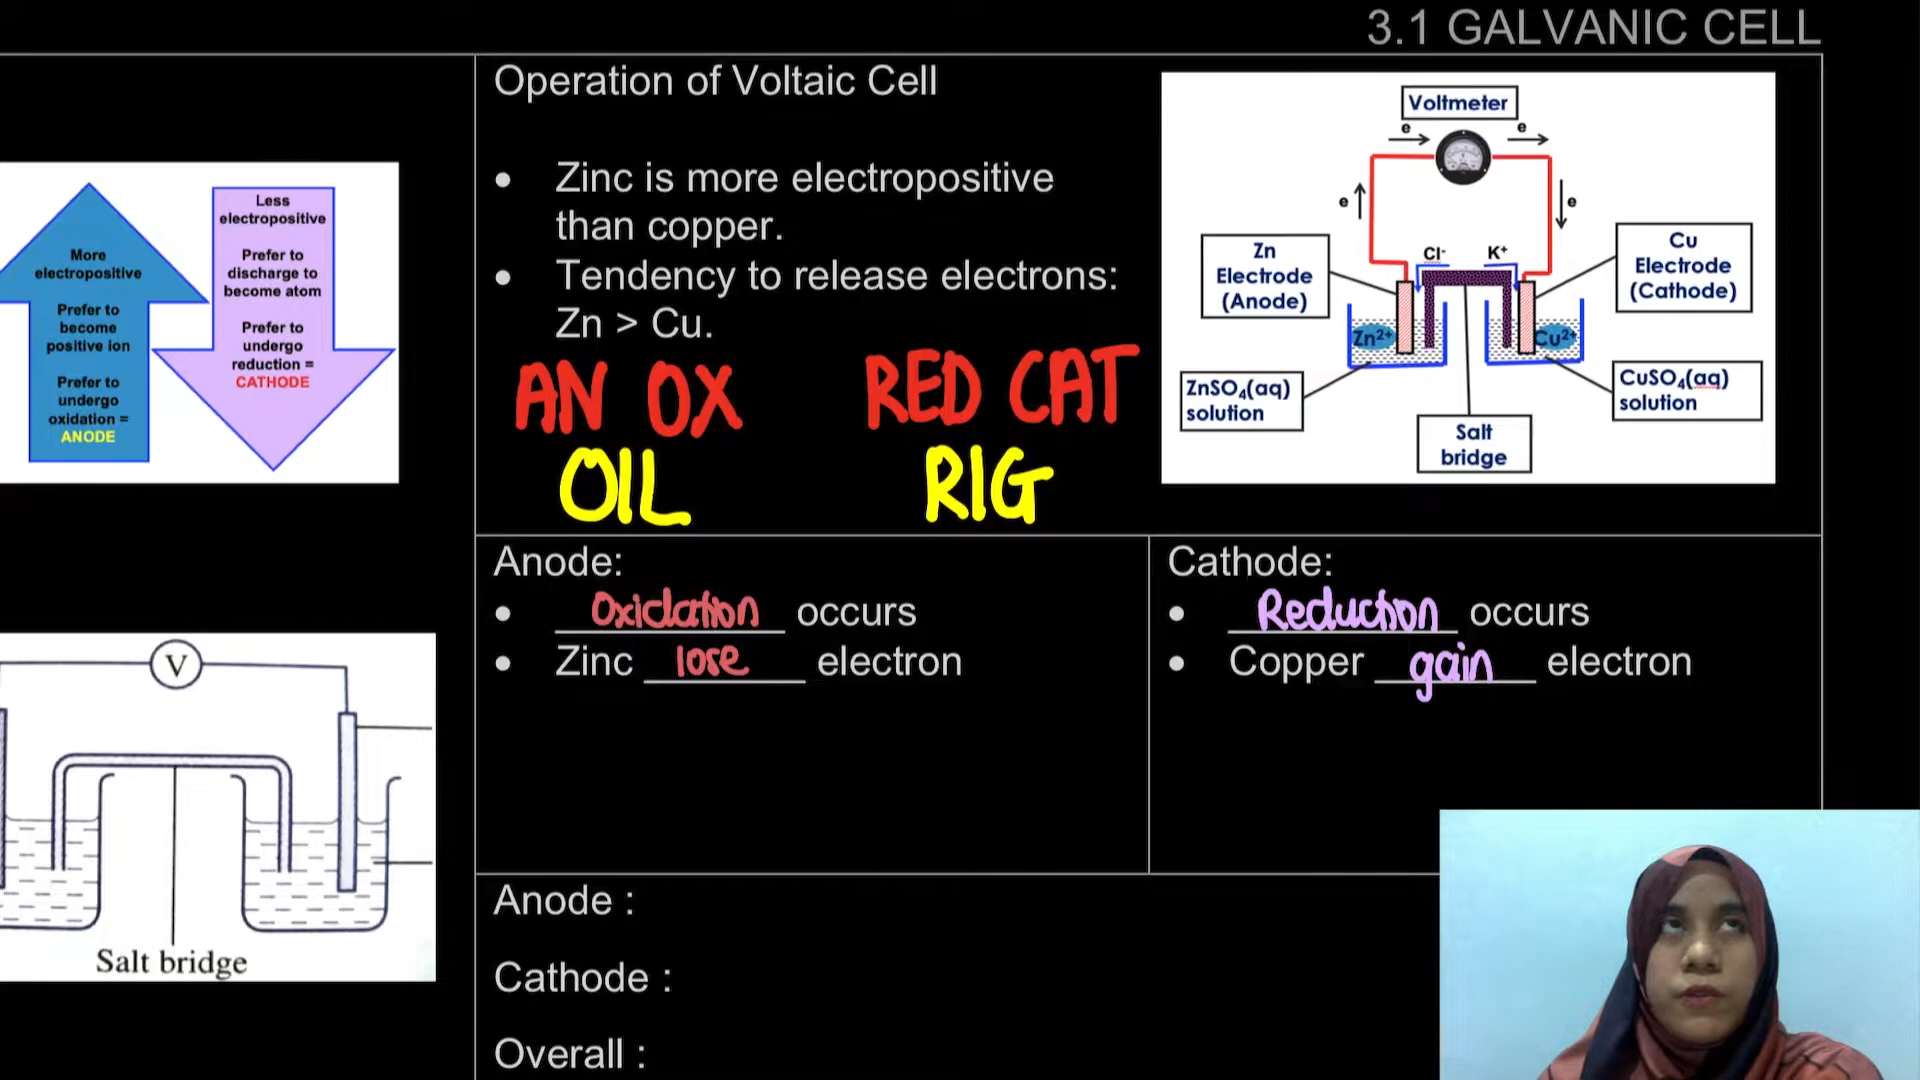 3.1 GALVANIC CELL
More
electropositive
Prefer to
become
positive ion
Prefer to
undergo
oxidation =
ANODE
Less
electropositive
Prefer to
discharge to
become atom
Prefer to
undergo
reduction =
CATHODE
V
Salt bridge
Operation of Voltaic Cell
• Zinc is more electropositive
than copper.
• Tendency to release electrons:
Zn > Cu.
AN OX RED CAT
OIL RIG
Voltmeter
e e
e e
Cl⁻ K⁺
Zn
Electrode
(Anode)
Cu
Electrode
(Cathode)
Zn²⁺ Cu²⁺
ZnSO₄(aq)
solution
CuSO₄(aq)
solution
Salt
bridge
Anode:
• Oxidation occurs
• Zinc lose electron
Cathode:
• Reduction occurs
• Copper gain electron
Anode :
Cathode :
Overall :